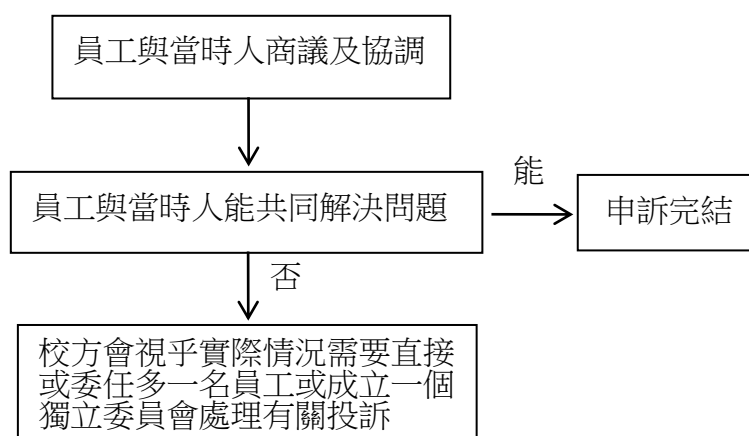 員工與當時人商議及協調
能
員工與當時人能共同解決問題
申訴完結
否
校方會視乎實際情況需要直接
或委任多一名員工或成立一個
獨立委員會處理有關投訴